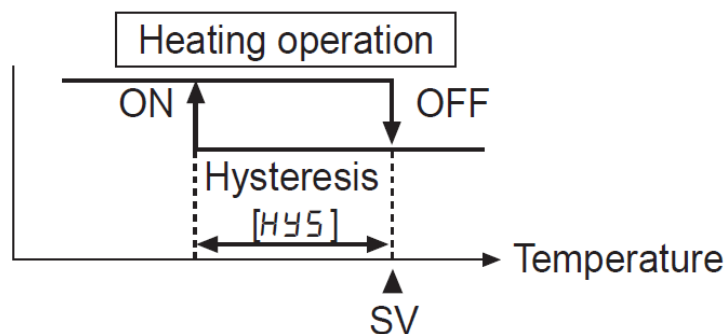 Heating operation
ON
OFF
Hysteresis
[HYS]
Temperature
SV